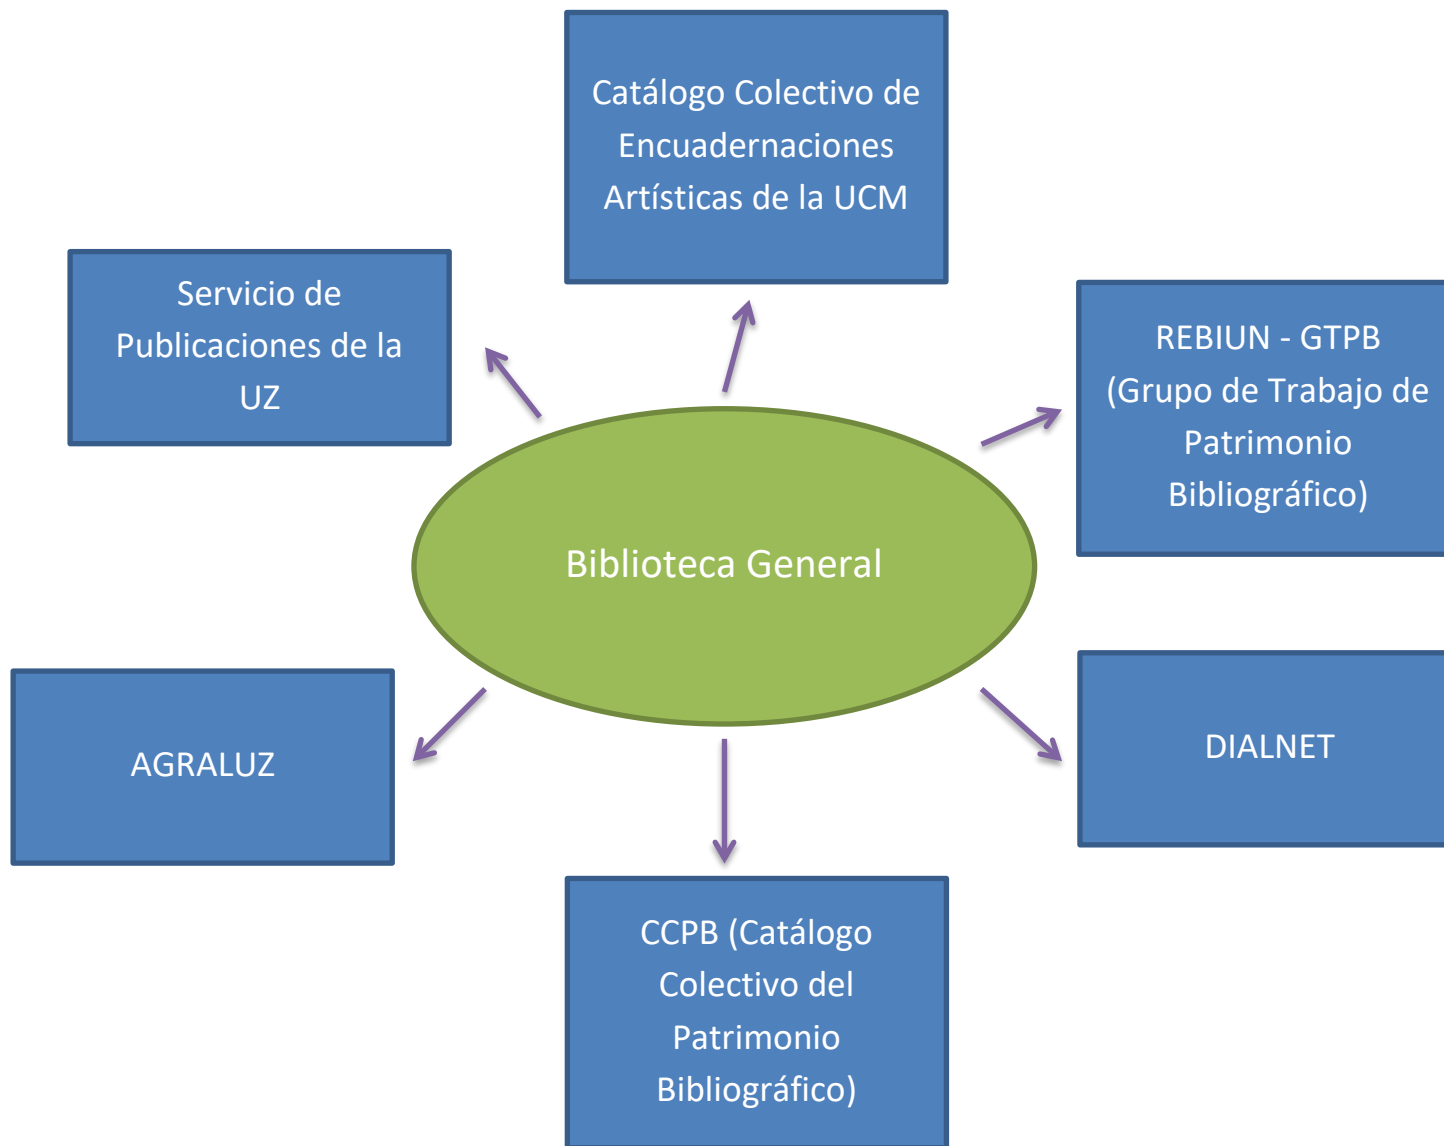 Catálogo Colectivo de
Encuadernaciones
Artísticas de la UCM
Servicio de
Publicaciones de la
UZ
REBIUN - GTPB
(Grupo de Trabajo de
Patrimonio
Bibliográfico)
Biblioteca General
AGRALUZ
DIALNET
CCPB (Catálogo
Colectivo del
Patrimonio
Bibliográfico)